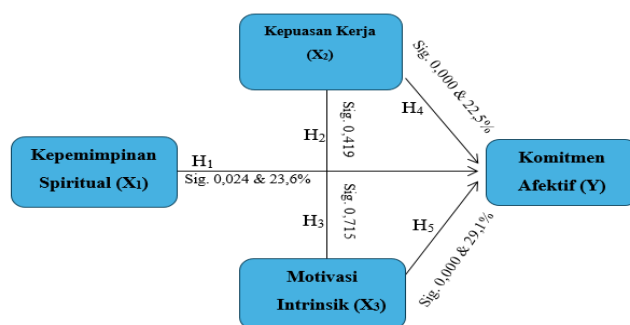 Kepuasan Kerja
(X₂)
Sig. 0,000 & 22,5%
H₄
Sig. 0,419
H₂
Kepemimpinan
Spiritual (X₁)
H₁
Sig. 0,024 & 23,6%
Komitmen
Afektif (Y)
H₃
Sig. 0,715
H₅
Sig. 0,000 & 29,1%
Motivasi
Intrinsik (X₃)